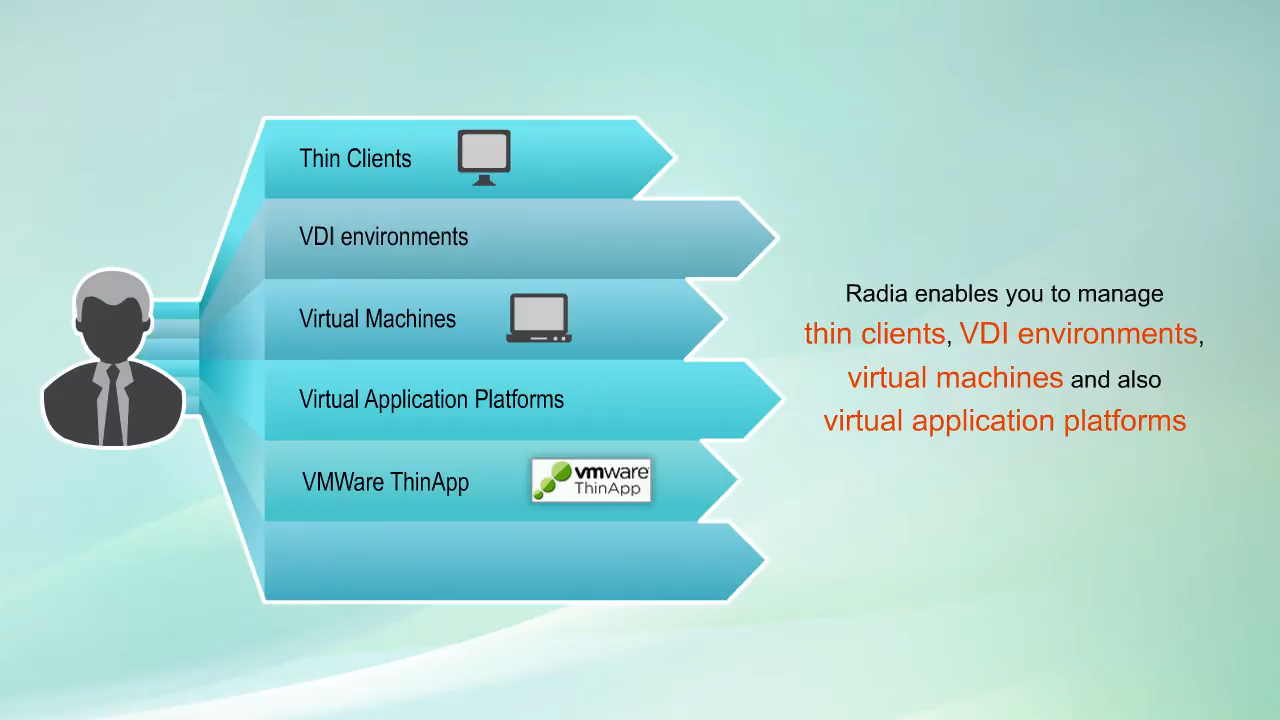 Thin Clients
VDI environments
Virtual Machines
Virtual Application Platforms
VMWare ThinApp
vmware
ThinApp
Radia enables you to manage
thin clients, VDI environments,
virtual machines and also
virtual application platforms